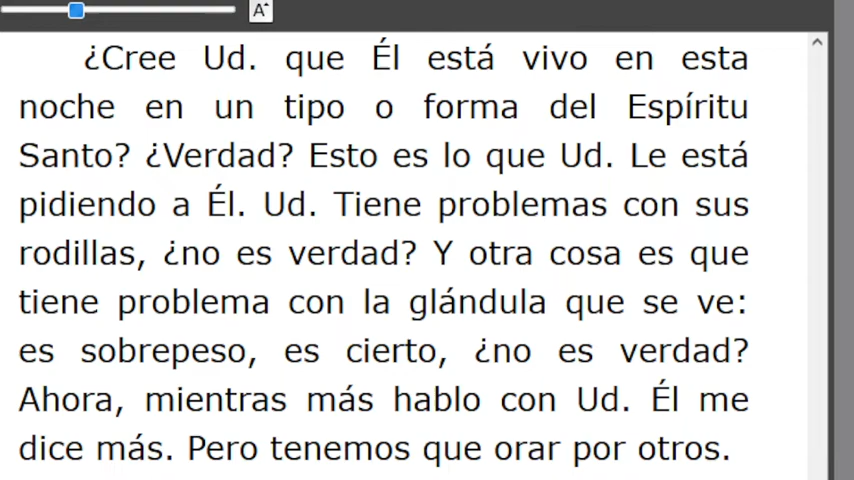 A
¿Cree Ud. que Él está vivo en esta
noche en un tipo o forma del Espíritu
Santo? ¿Verdad? Esto es lo que Ud. Le está
pidiendo a Él. Ud. Tiene problemas con sus
rodillas, ¿no es verdad? Y otra cosa es que
tiene problema con la glándula que se ve:
es sobrepeso, es cierto, ¿no es verdad?
Ahora, mientras más hablo con Ud. Él me
dice más. Pero tenemos que orar por otros.